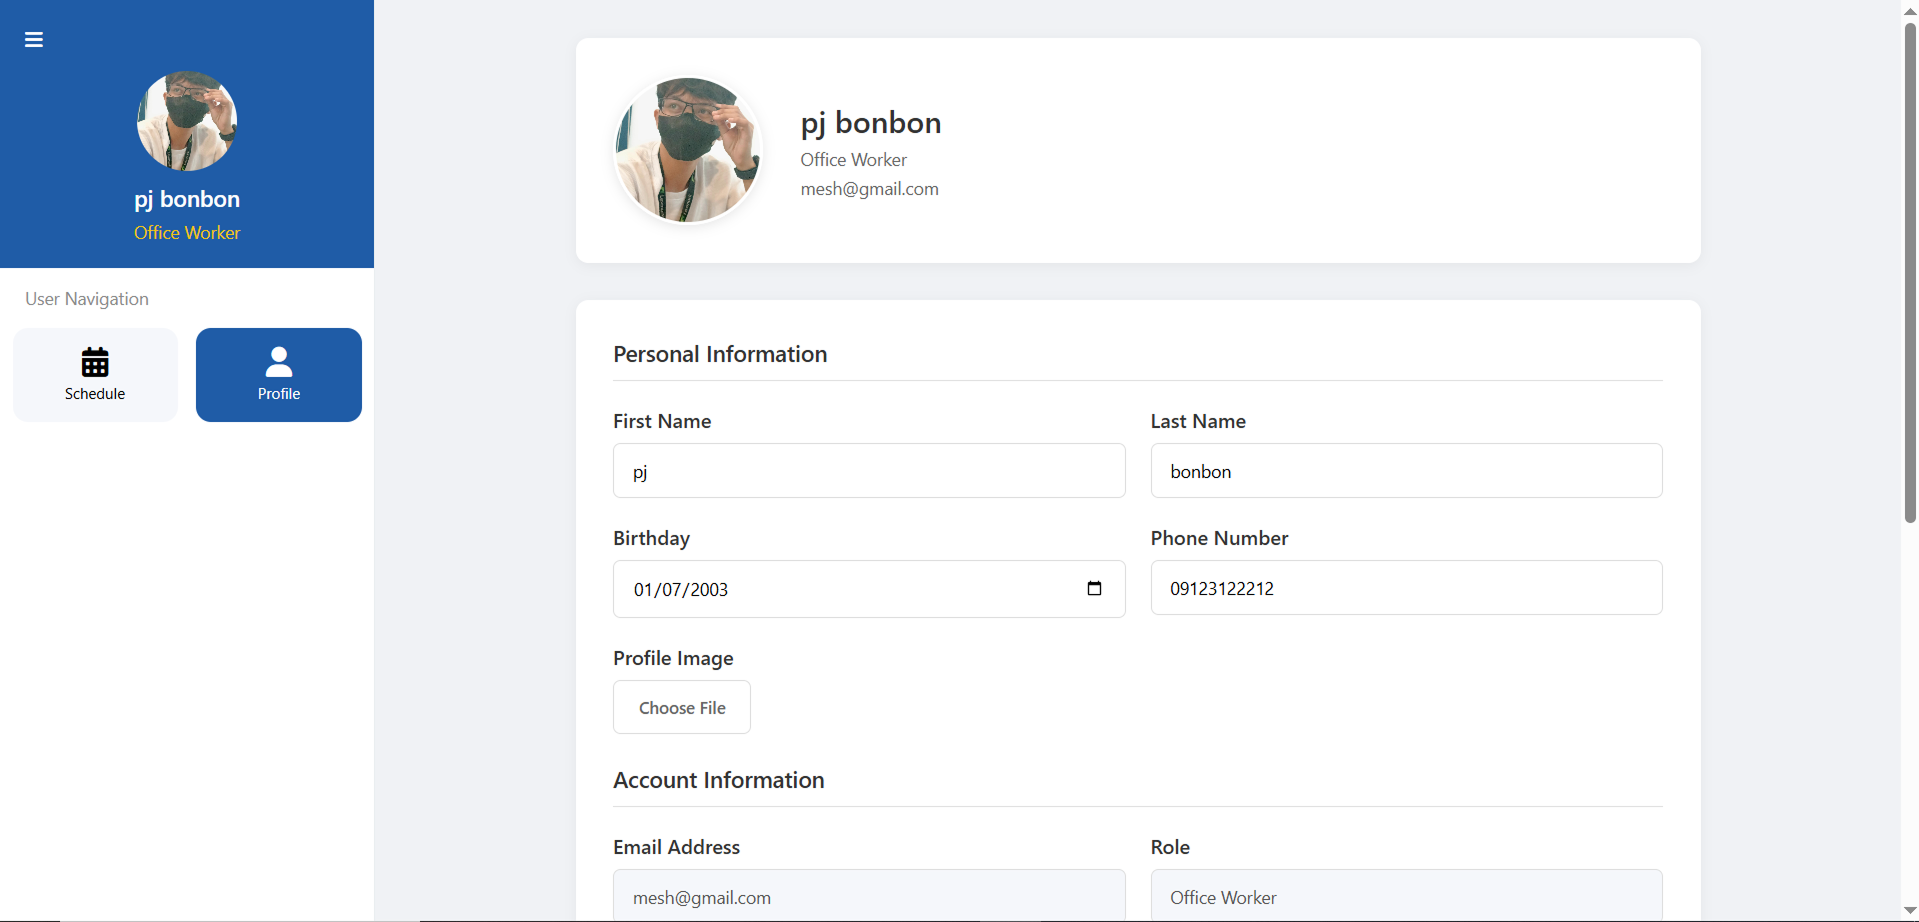 pj bonbon
Office Worker
User Navigation
Schedule
Profile
pj bonbon
Office Worker
mesh@gmail.com
Personal Information
First Name
Last Name
pj
bonbon
Birthday
Phone Number
01/07/2003
09123122212
Profile Image
Choose File
Account Information
Email Address
Role
mesh@gmail.com
Office Worker